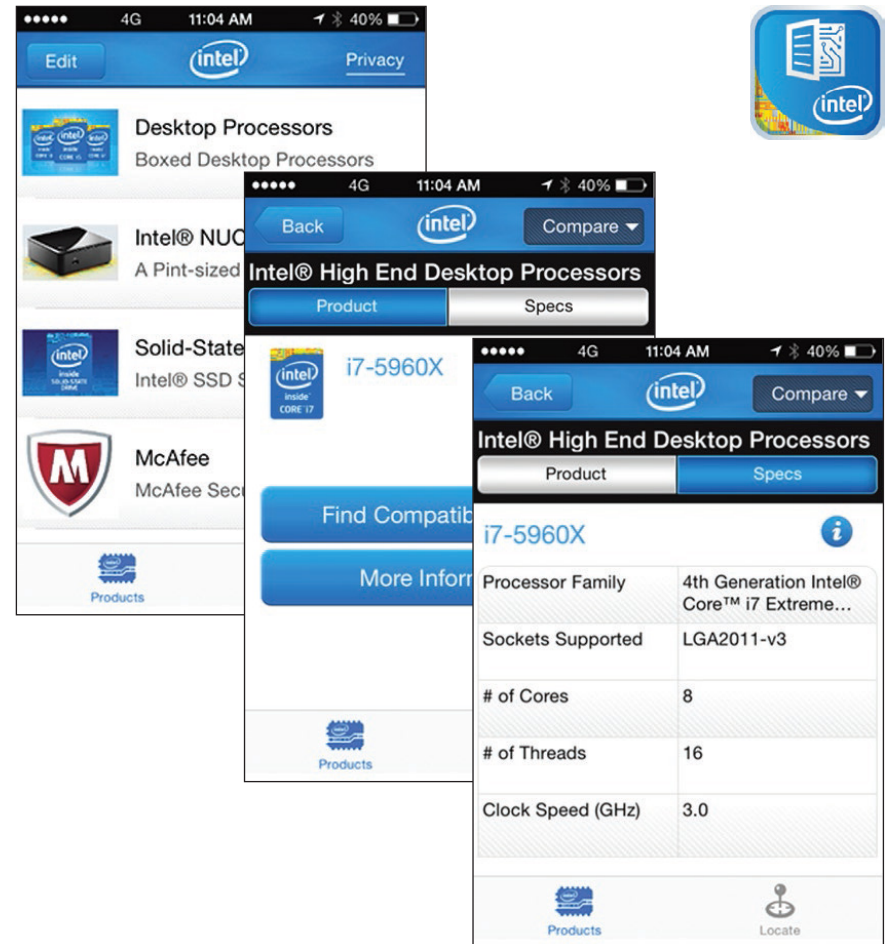 4G 11:04 AM 40%
Edit
intel
Privacy
intel
Desktop Processors
Boxed Desktop Processors
Intel® NUC
A Pint-sized
Solid-State
Intel® SSD S
McAfee
McAfee Secu
Products
4G 11:04 AM 40%
Back
intel
Compare
Intel® High End Desktop Processors
Product Specs
intel
inside
CORE i7
i7-5960X
Find Compatib
More Inforr
Products
4G 11:04 AM 40%
Back
intel
Compare
Intel® High End Desktop Processors
Product Specs
i7-5960X
Processor Family 4th Generation Intel®
Core™ i7 Extreme...
Sockets Supported LGA2011-v3
# of Cores 8
# of Threads 16
Clock Speed (GHz) 3.0
Products Locate